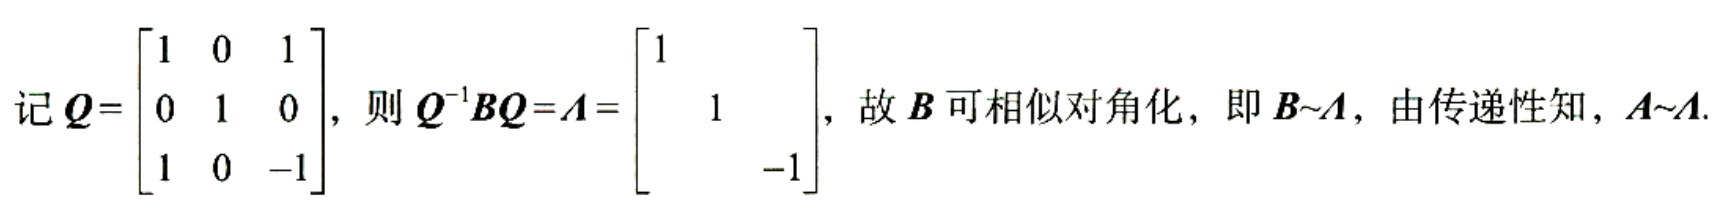 记 Q=[1 0 1; 0 1 0; 1 0 −1], 则 Q⁻¹BQ=Λ=[1; 1; −1], 故 B 可相似对角化, 即 B~Λ, 由传递性知, A~Λ.